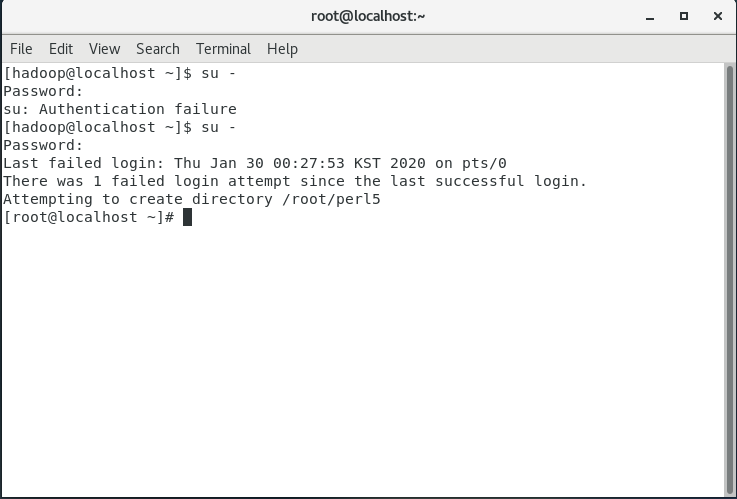 root@localhost:~
File Edit View Search Terminal Help
[hadoop@localhost ~]$ su -
Password:
su: Authentication failure
[hadoop@localhost ~]$ su -
Password:
Last failed login: Thu Jan 30 00:27:53 KST 2020 on pts/0
There was 1 failed login attempt since the last successful login.
Attempting to create directory /root/perl5
[root@localhost ~]#